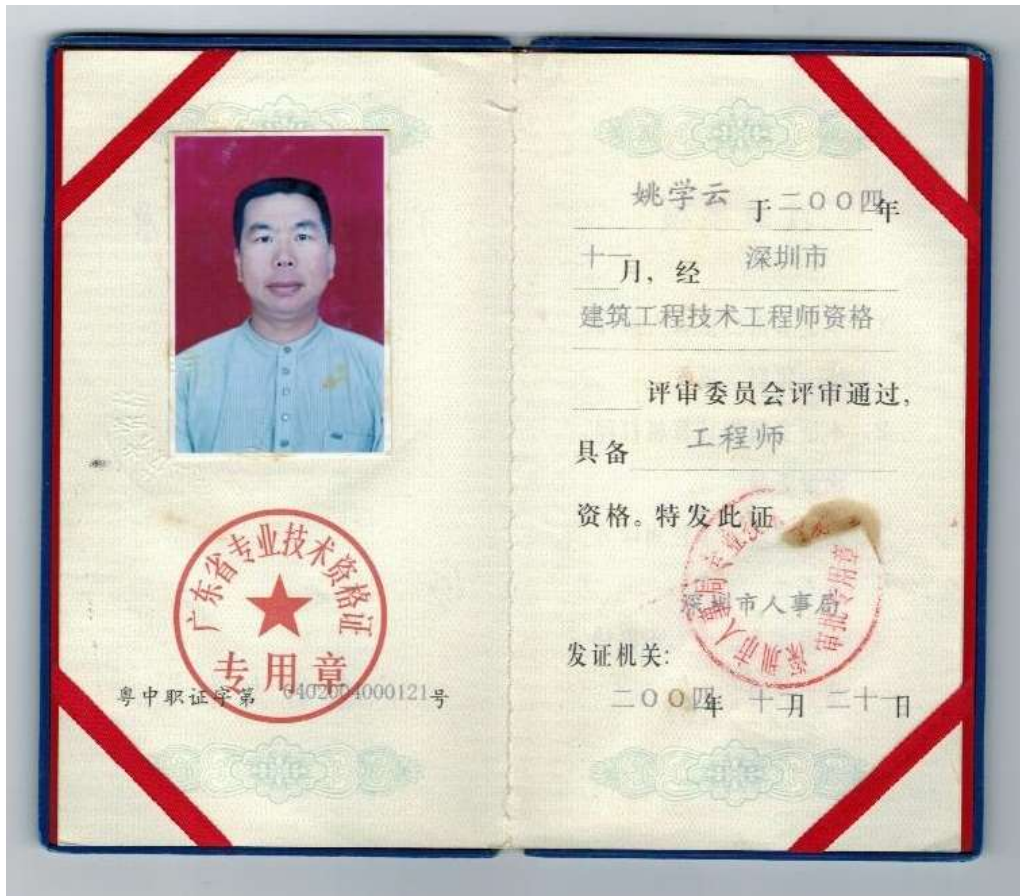 广东省专业技术资格证
专用章
粤中职证字第0402004000121号
姚学云 于二〇〇四年
十一月，经 深圳市
建筑工程技术工程师资格
评审委员会评审通过，
具备 工程师
资格。特发此证
深圳市人事局
发证机关：
二〇〇四年 十二月 二十一日